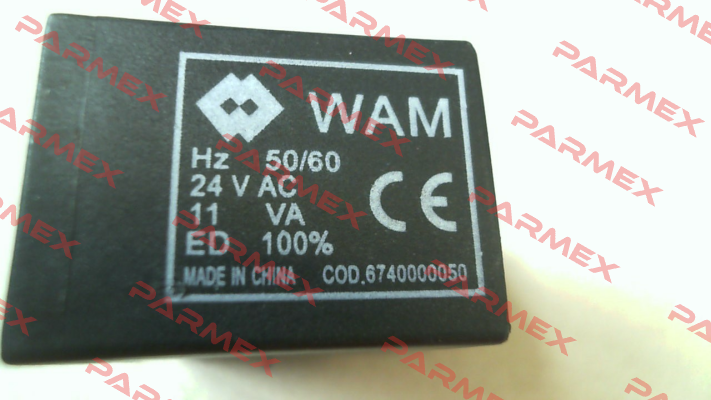 WAM
Hz 50/60
24 V AC
11 VA
ED 100%
MADE IN CHINA COD.6740000050
CE
PARMEX